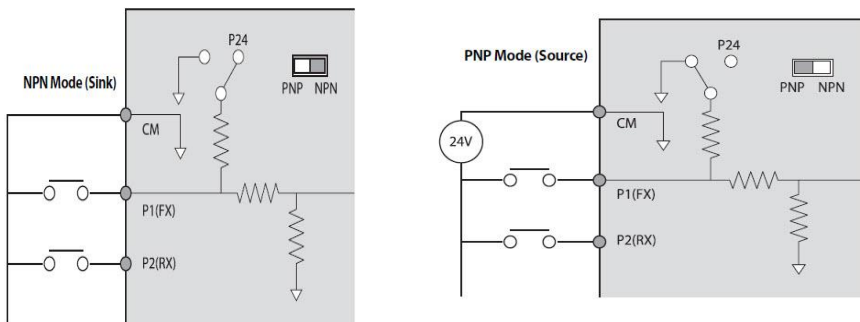 NPN Mode (Sink)
P24
PNP NPN
CM
P1(FX)
P2(RX)
PNP Mode (Source)
P24
PNP NPN
24V
CM
P1(FX)
P2(RX)